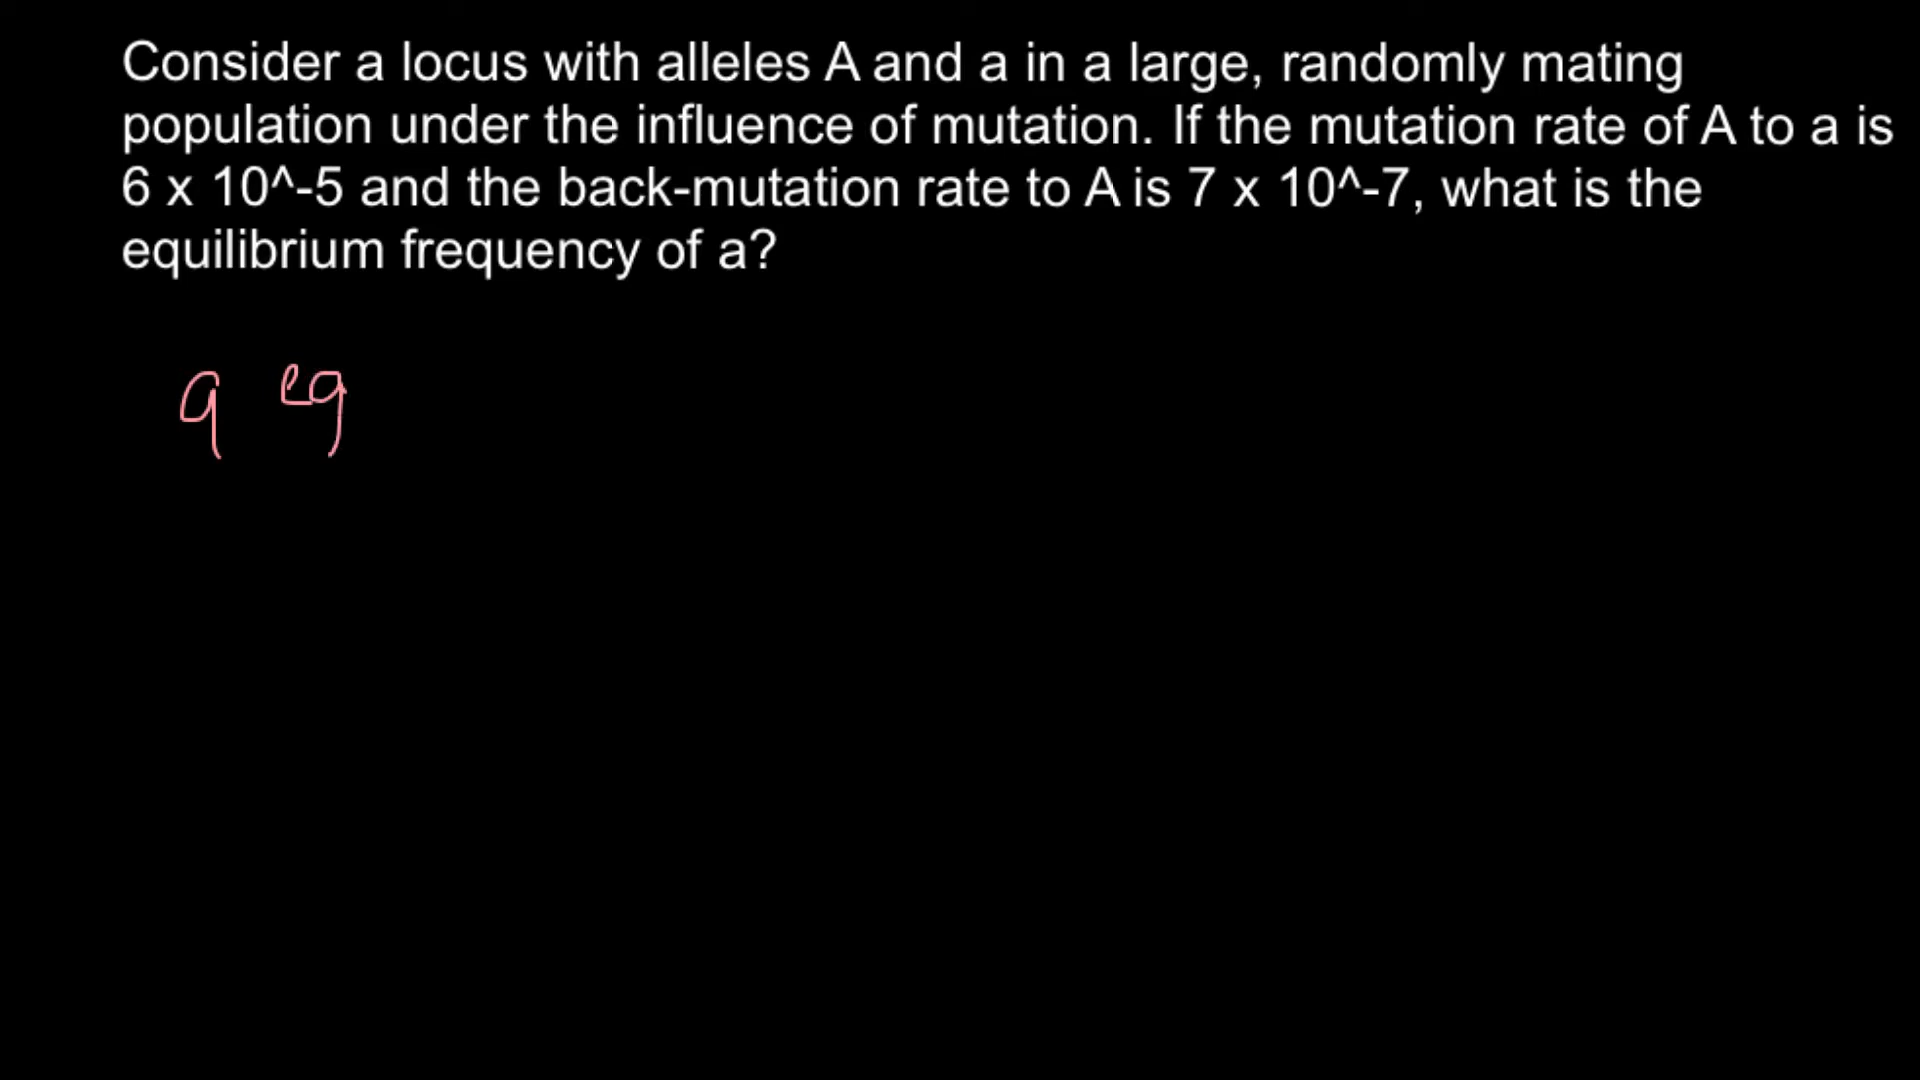 Consider a locus with alleles A and a in a large, randomly mating
population under the influence of mutation. If the mutation rate of A to a is
6 x 10^-5 and the back-mutation rate to A is 7 x 10^-7, what is the
equilibrium frequency of a?
q eq